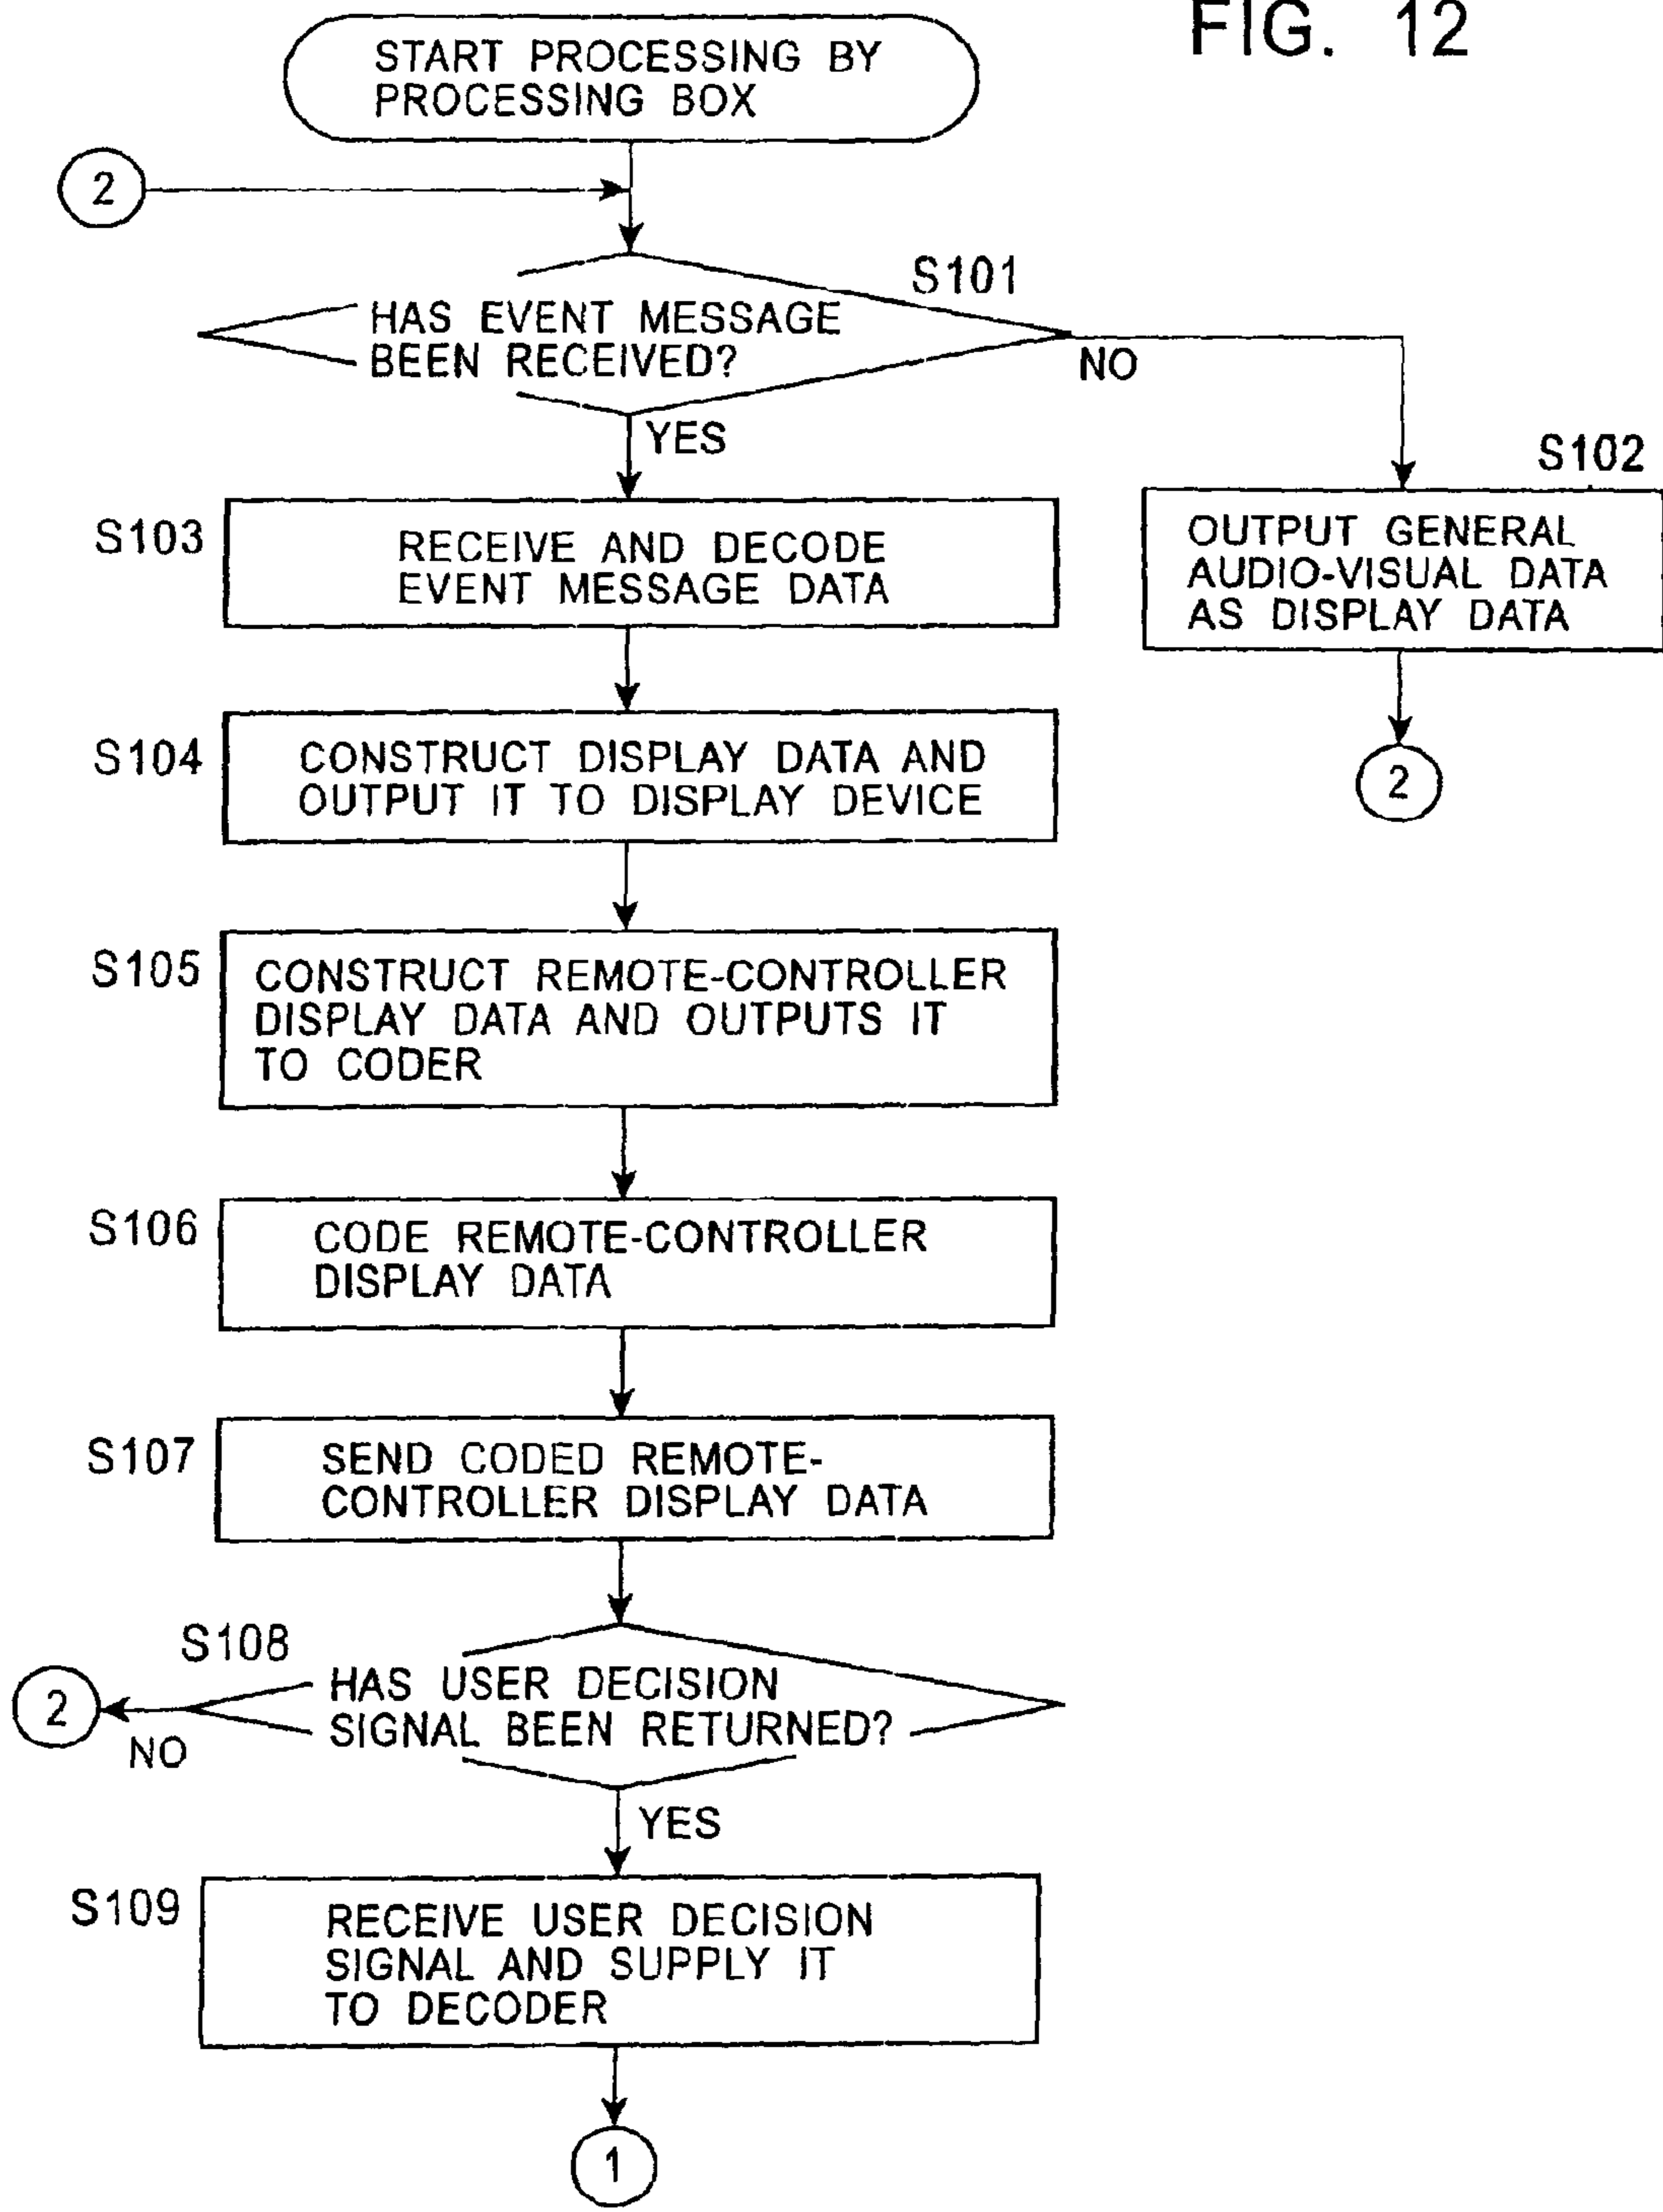 FIG. 12
START PROCESSING BY
PROCESSING BOX
2
S101
HAS EVENT MESSAGE
BEEN RECEIVED?
NO
YES
S102
OUTPUT GENERAL
AUDIO-VISUAL DATA
AS DISPLAY DATA
2
S103
RECEIVE AND DECODE
EVENT MESSAGE DATA
S104
CONSTRUCT DISPLAY DATA AND
OUTPUT IT TO DISPLAY DEVICE
S105
CONSTRUCT REMOTE-CONTROLLER
DISPLAY DATA AND OUTPUTS IT
TO CODER
S106
CODE REMOTE-CONTROLLER
DISPLAY DATA
S107
SEND CODED REMOTE-
CONTROLLER DISPLAY DATA
S108
HAS USER DECISION
SIGNAL BEEN RETURNED?
2
NO
YES
S109
RECEIVE USER DECISION
SIGNAL AND SUPPLY IT
TO DECODER
1